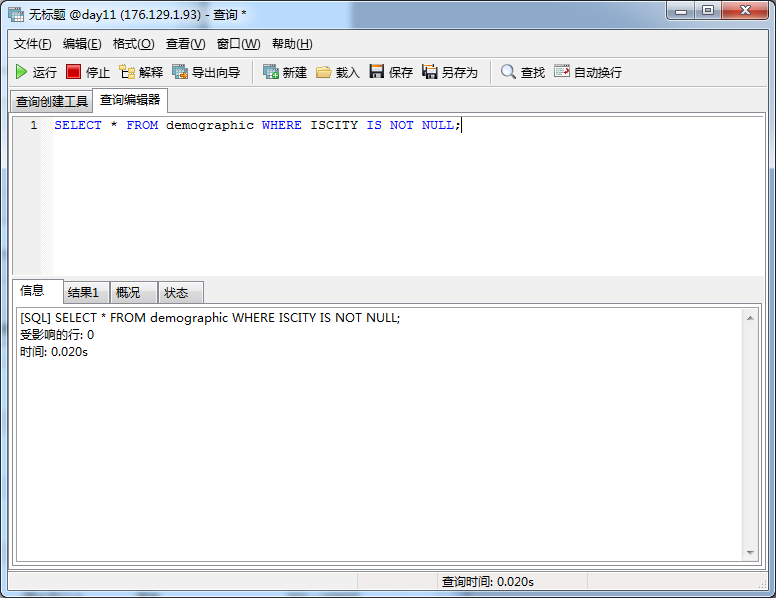 无标题 @day11 (176.129.1.93) - 查询 *
文件(F) 编辑(E) 格式(O) 查看(V) 窗口(W) 帮助(H)
运行 停止 解释 导出向导 新建 载入 保存 另存为 查找 自动换行
查询创建工具 查询编辑器
1 SELECT * FROM demographic WHERE ISCITY IS NOT NULL;
信息 结果1 概况 状态
[SQL] SELECT * FROM demographic WHERE ISCITY IS NOT NULL;
受影响的行: 0
时间: 0.020s
查询时间: 0.020s